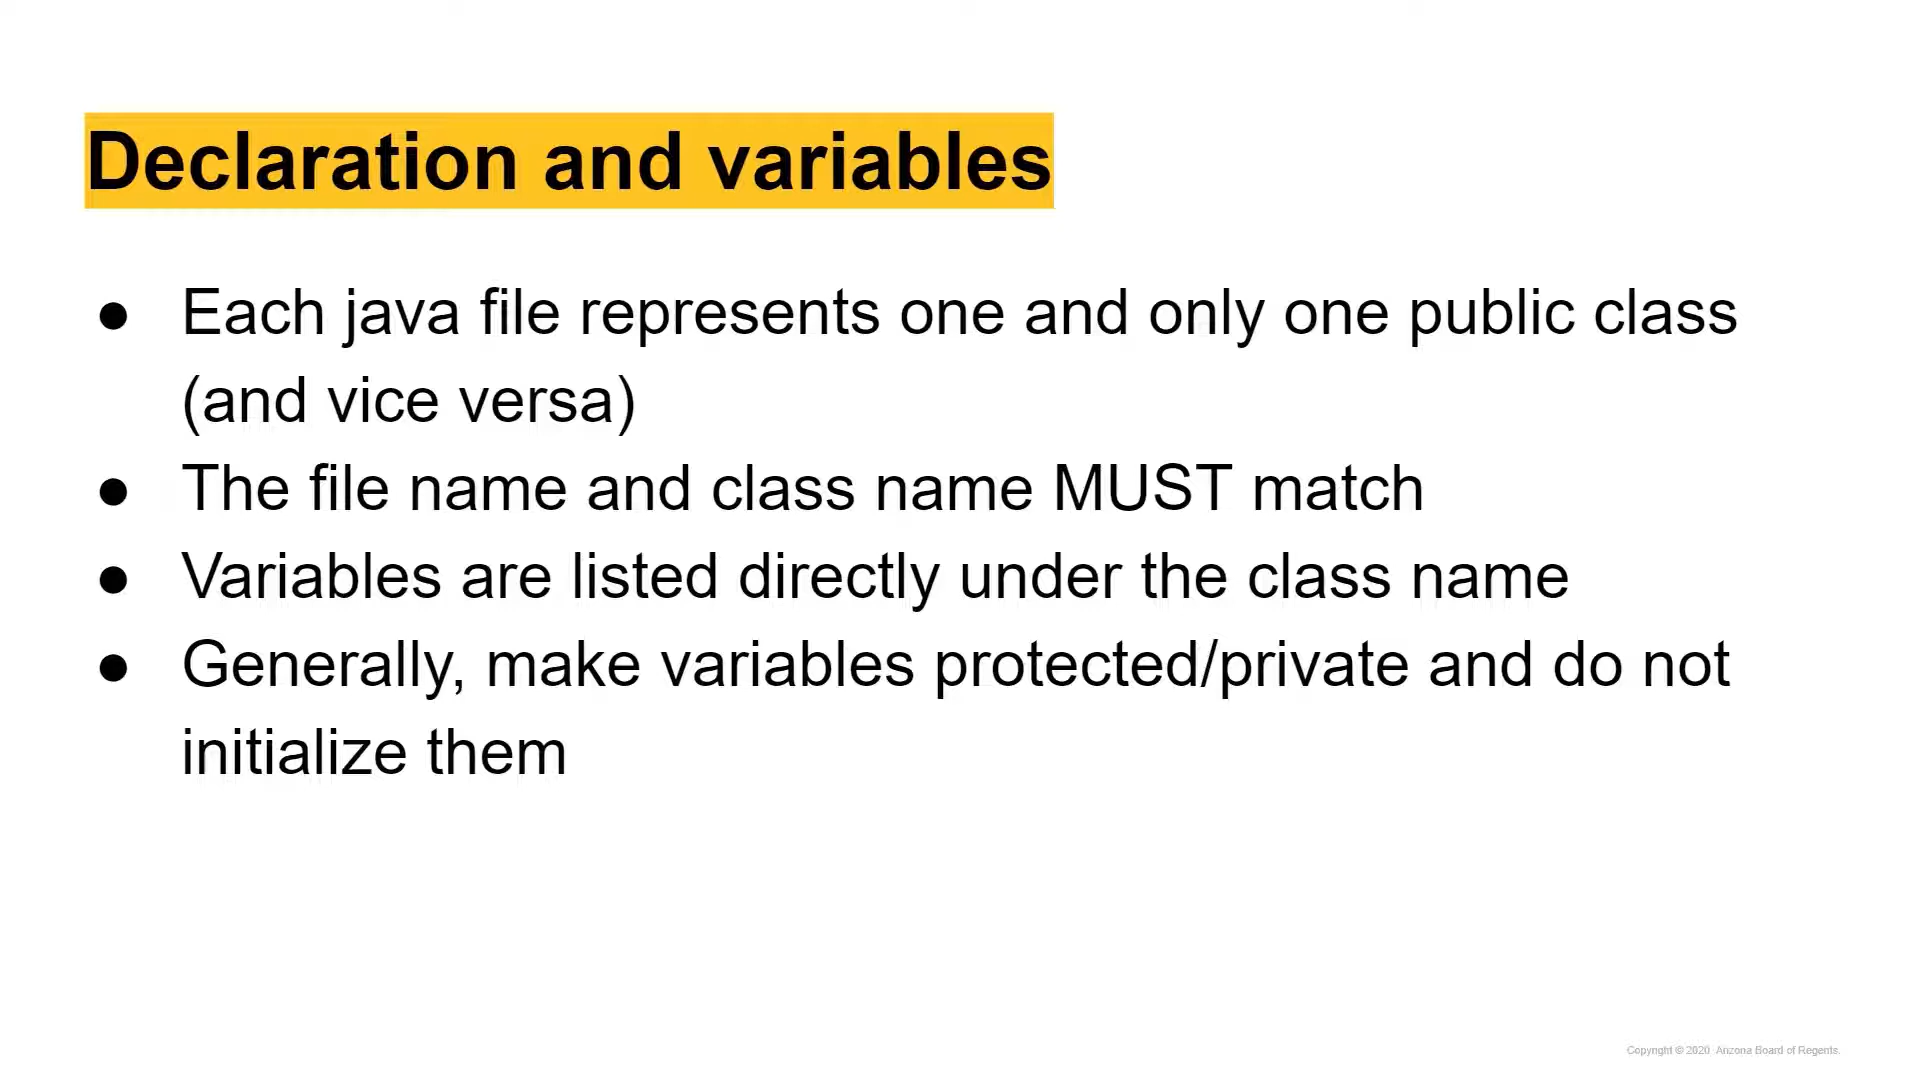 Declaration and variables
● Each java file represents one and only one public class
(and vice versa)
● The file name and class name MUST match
● Variables are listed directly under the class name
● Generally, make variables protected/private and do not
initialize them
Copyright © 2020 Arizona Board of Regents.